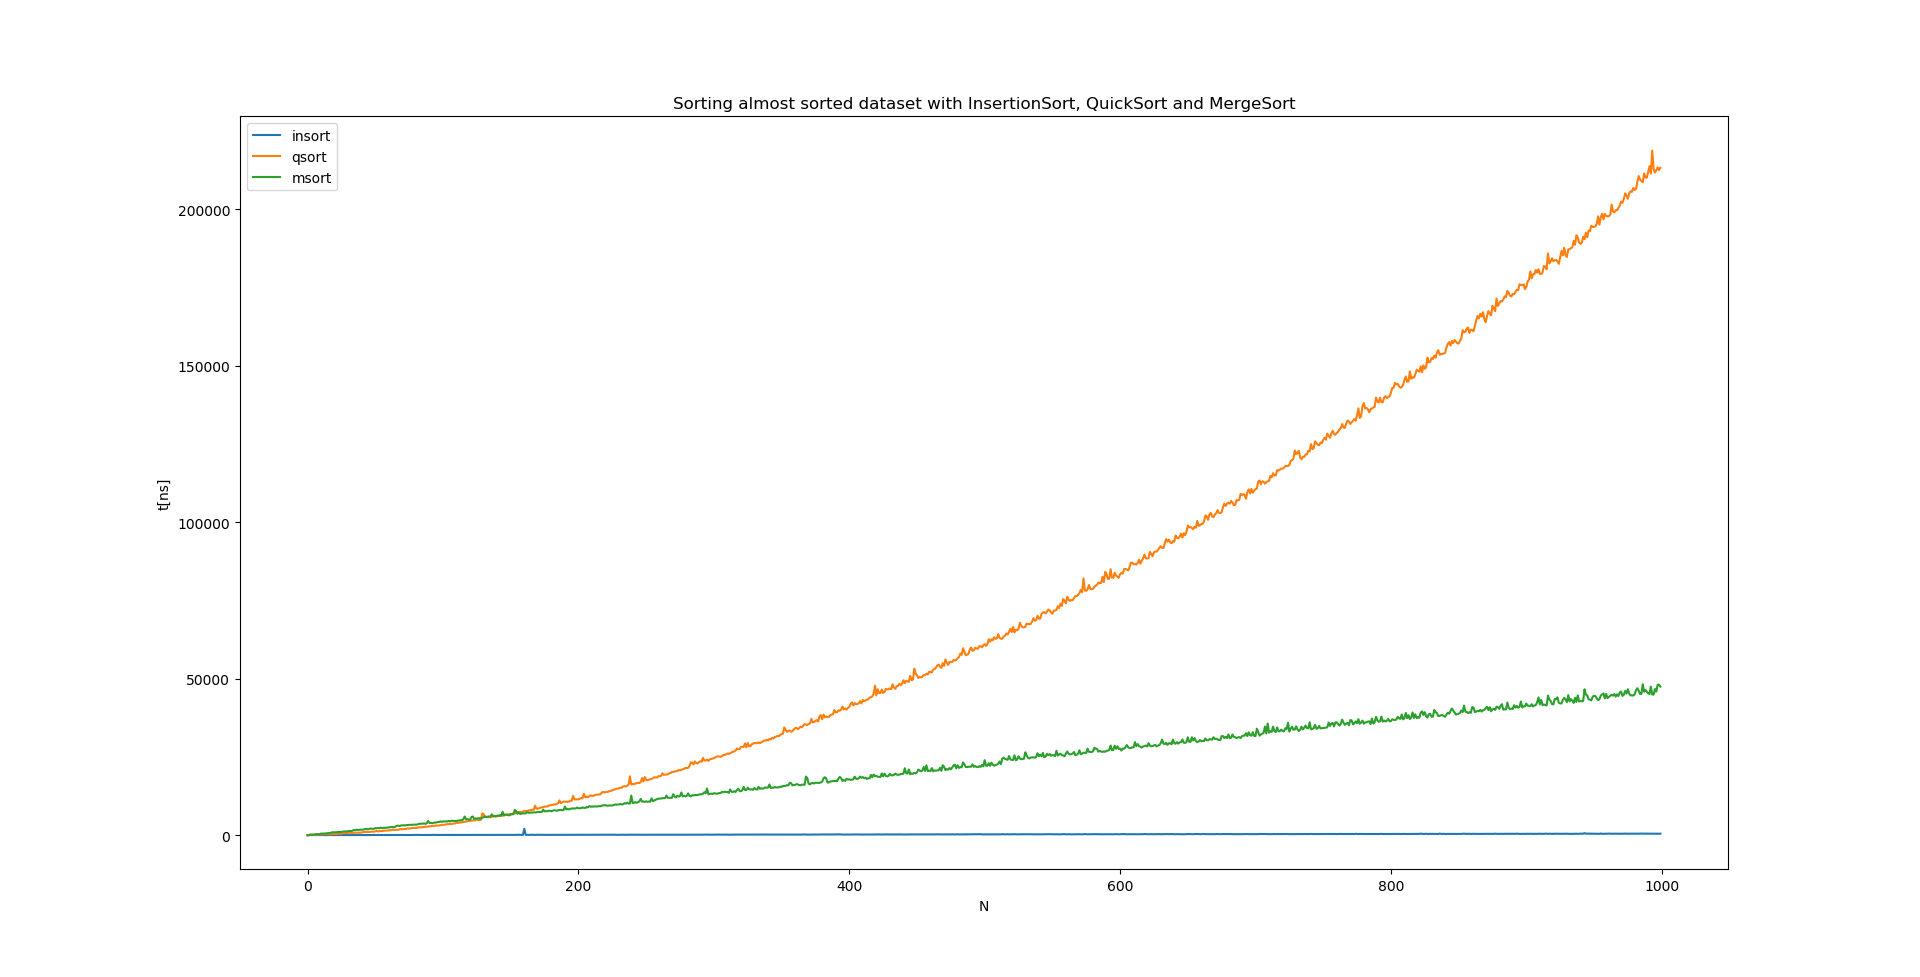 Sorting almost sorted dataset with InsertionSort, QuickSort and MergeSort
insort
qsort
msort
200000
150000
100000
50000
0
t[ns]
0 200 400 600 800 1000
N